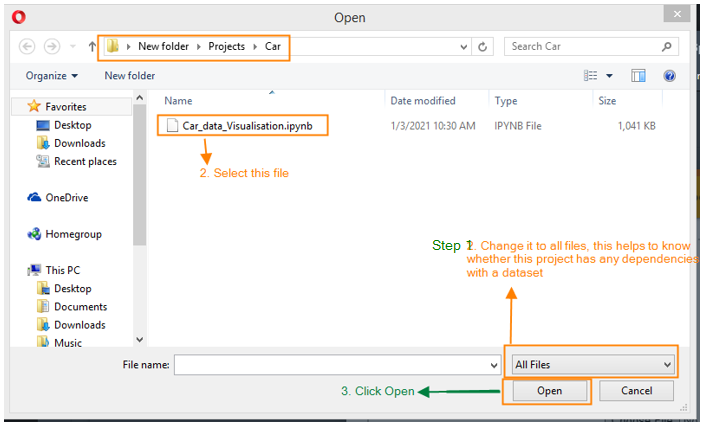 Open
New folder Projects Car
Search Car
Organize New folder
Name Date modified Type Size
Favorites
Desktop
Downloads
Recent places
OneDrive
Homegroup
This PC
Desktop
Documents
Downloads
Music
Car_data_Visualisation.ipynb 1/3/2021 10:30 AM IPYNB File 1,041 KB
2. Select this file
Step 1
2. Change it to all files, this helps to know
whether this project has any dependencies
with a dataset
File name: All Files
3. Click Open
Open Cancel